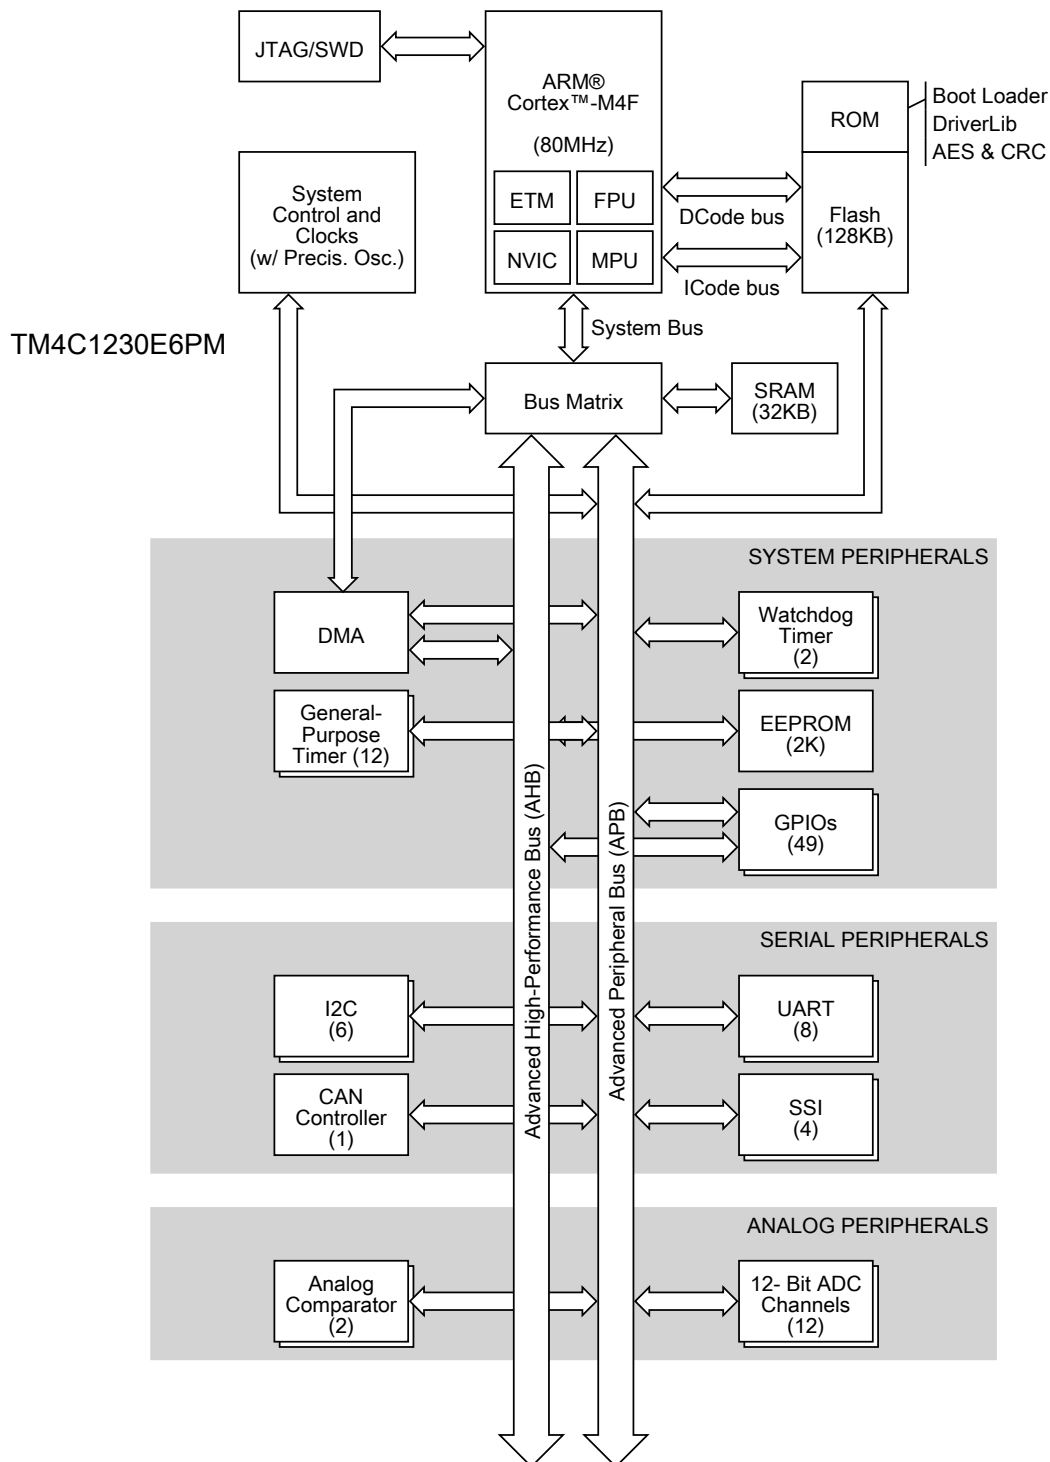 JTAG/SWD
ARM®
Cortex™-M4F
(80MHz)
ETM
FPU
NVIC
MPU
ROM
Boot Loader
DriverLib
AES & CRC
System
Control and
Clocks
(w/ Precis. Osc.)
DCode bus
Flash
(128KB)
ICode bus
System Bus
TM4C1230E6PM
Bus Matrix
SRAM
(32KB)
SYSTEM PERIPHERALS
DMA
Watchdog
Timer
(2)
General-
Purpose
Timer (12)
EEPROM
(2K)
GPIOs
(49)
Advanced High-Performance Bus (AHB)
Advanced Peripheral Bus (APB)
SERIAL PERIPHERALS
I2C
(6)
UART
(8)
CAN
Controller
(1)
SSI
(4)
ANALOG PERIPHERALS
Analog
Comparator
(2)
12- Bit ADC
Channels
(12)